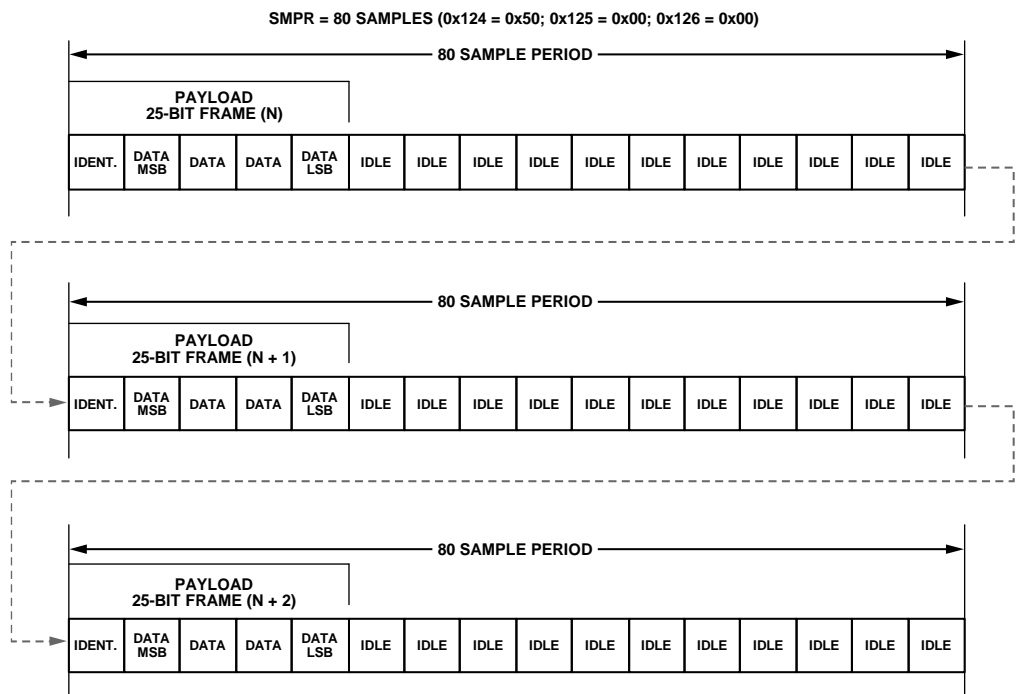 SMPR = 80 SAMPLES (0x124 = 0x50; 0x125 = 0x00; 0x126 = 0x00)
80 SAMPLE PERIOD
PAYLOAD
25-BIT FRAME (N)
IDENT. DATA MSB DATA DATA DATA LSB IDLE IDLE IDLE IDLE IDLE IDLE IDLE IDLE IDLE IDLE IDLE
80 SAMPLE PERIOD
PAYLOAD
25-BIT FRAME (N + 1)
IDENT. DATA MSB DATA DATA DATA LSB IDLE IDLE IDLE IDLE IDLE IDLE IDLE IDLE IDLE IDLE IDLE
80 SAMPLE PERIOD
PAYLOAD
25-BIT FRAME (N + 2)
IDENT. DATA MSB DATA DATA DATA LSB IDLE IDLE IDLE IDLE IDLE IDLE IDLE IDLE IDLE IDLE IDLE